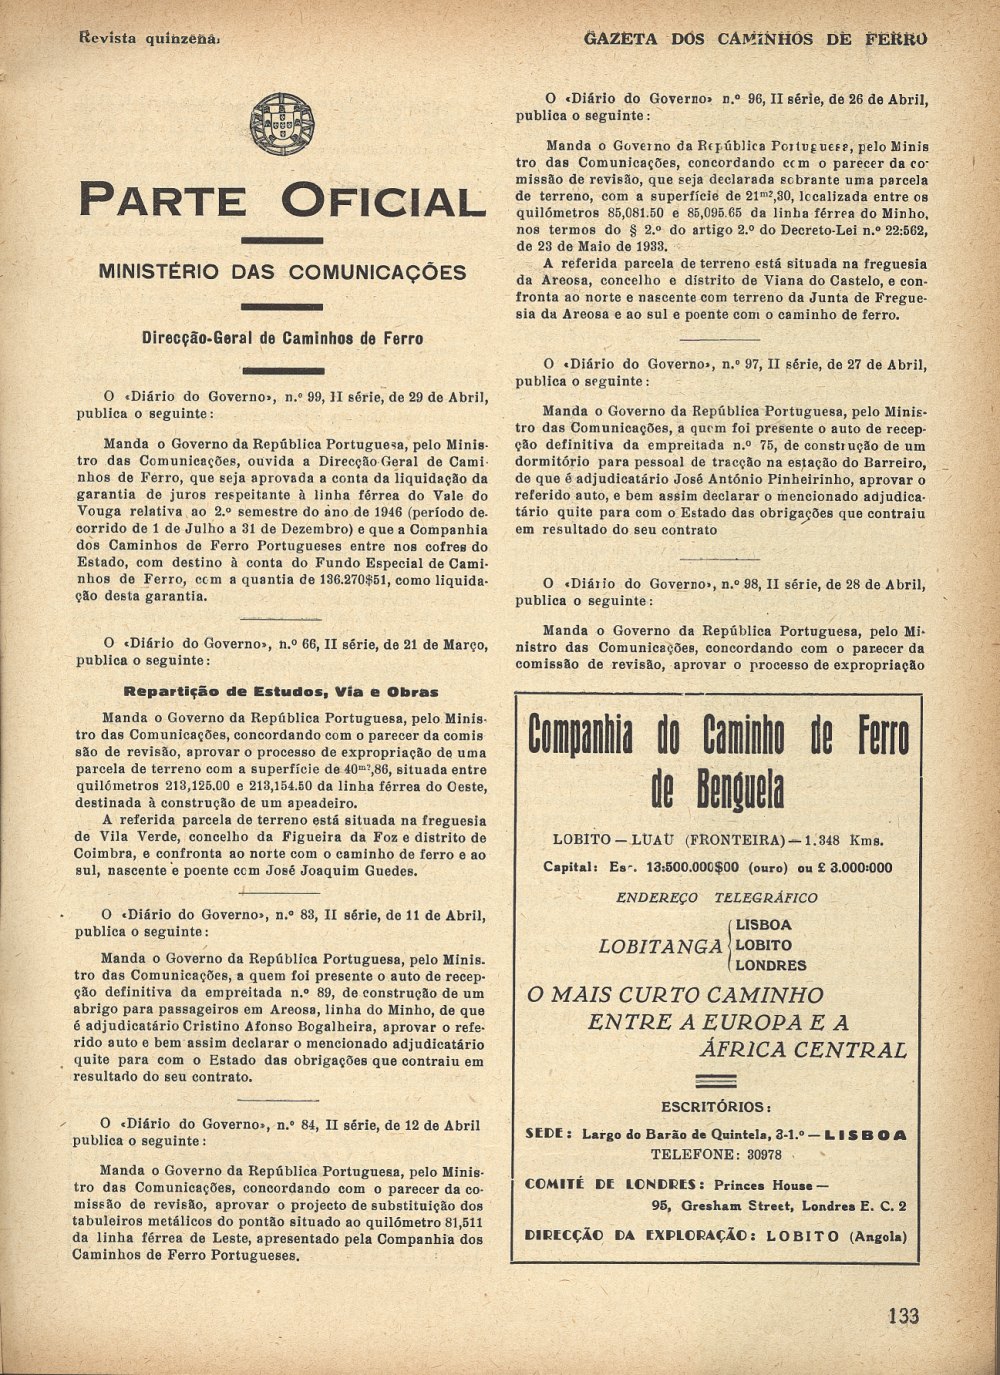 Revista quinzenal
GAZETA DOS CAMINHOS DE FERRO
PARTE OFICIAL
MINISTÉRIO DAS COMUNICAÇÕES
Direcção-Geral de Caminhos de Ferro
O «Diário do Governo», n.º 99, II série, de 29 de Abril,
publica o seguinte:
Manda o Governo da República Portuguesa, pelo Minis-
tro das Comunicações, ouvida a Direcção-Geral de Cami-
nhos de Ferro, que seja aprovada a conta da liquidação da
garantia de juros respeitante à linha férrea do Vale do
Vouga relativa ao 2.º semestre do ano de 1946 (período de-
corrido de 1 de Julho a 31 de Dezembro) e que a Companhia
dos Caminhos de Ferro Portugueses entre nos cofres do
Estado, com destino à conta do Fundo Especial de Cami-
nhos de Ferro, com a quantia de 136.270$51, como liquida-
ção desta garantia.
O «Diário do Governo», n.º 66, II série, de 21 de Março,
publica o seguinte:
Repartição de Estudos, Via e Obras
Manda o Governo da República Portuguesa, pelo Minis-
tro das Comunicações, concordando com o parecer da comis
são de revisão, aprovar o processo de expropriação de uma
parcela de terreno com a superfície de 40m²,86, situada entre
quilómetros 213,125.00 e 213,154.50 da linha férrea do Oeste,
destinada à construção de um apeadeiro.
A referida parcela de terreno está situada na freguesia
de Vila Verde, concelho da Figueira da Foz e distrito de
Coimbra, e confronta ao norte com o caminho de ferro e ao
sul, nascente e poente com José Joaquim Guedes.
O «Diário do Governo», n.º 83, II série, de 11 de Abril,
publica o seguinte:
Manda o Governo da República Portuguesa, pelo Minis.
tro das Comunicações, a quem foi presente o auto de recep-
ção definitiva da empreitada n.º 89, de construção de um
abrigo para passageiros em Areosa, linha do Minho, de que
é adjudicatário Cristino Afonso Bogalheira, aprovar o refe-
rido auto e bem assim declarar o mencionado adjudicatário
quite para com o Estado das obrigações que contraiu em
resultado do seu contrato.
O «Diário do Governo», n.º 84, II série, de 12 de Abril
publica o seguinte:
Manda o Governo da República Portuguesa, pelo Minis-
tro das Comunicações, concordando com o parecer da co-
missão de revisão, aprovar o projecto de substituição dos
tabuleiros metálicos do pontão situado ao quilómetro 81,511
da linha férrea de Leste, apresentado pela Companhia dos
Caminhos de Ferro Portugueses.
O «Diário do Governo» n.º 96, II série, de 26 de Abril,
publica o seguinte:
Manda o Governo da República Portuguesa, pelo Minis
tro das Comunicações, concordando com o parecer da co-
missão de revisão, que seja declarada sobrante uma parcela
de terreno, com a superfície de 21m²,30, localizada entre os
quilómetros 85,081.50 e 85,095.65 da linha férrea do Minho,
nos termos do § 2.º do artigo 2.º do Decreto-Lei n.º 22:562,
de 23 de Maio de 1933.
A referida parcela de terreno está situada na freguesia
da Areosa, concelho e distrito de Viana do Castelo, e con-
fronta ao norte e nascente com terreno da Junta de Fregue-
sia da Areosa e ao sul e poente com o caminho de ferro.
O «Diário do Governo», n.º 97, II série, de 27 de Abril,
publica o seguinte:
Manda o Governo da República Portuguesa, pelo Minis-
tro das Comunicações, a quem foi presente o auto de recep-
ção definitiva da empreitada n.º 75, de construção de um
dormitório para pessoal de tracção na estação do Barreiro,
de que é adjudicatário José António Pinheirinho, aprovar o
referido auto, e bem assim declarar o mencionado adjudica-
tário quite para com o Estado das obrigações que contraiu
em resultado do seu contrato
O «Diário do Governo», n.º 98, II série, de 28 de Abril,
publica o seguinte:
Manda o Governo da República Portuguesa, pelo Mi-
nistro das Comunicações, concordando com o parecer da
comissão de revisão, aprovar o processo de expropriação
Companhia do Caminho de Ferro
de Benguela
LOBITO — LUAU (FRONTEIRA) — 1.348 Kms.
Capital: Esc. 13:500.000$00 (ouro) ou £ 3.000:000
ENDEREÇO TELEGRÁFICO
LOBITANGA
LISBOA
LOBITO
LONDRES
O MAIS CURTO CAMINHO
ENTRE A EUROPA E A
ÁFRICA CENTRAL
ESCRITÓRIOS:
SEDE: Largo do Barão de Quintela, 3-1.º — LISBOA
TELEFONE: 30978
COMITÉ DE LONDRES: Princes House —
95, Gresham Street, Londres E. C. 2
DIRECÇÃO DA EXPLORAÇÃO: LOBITO (Angola)
133